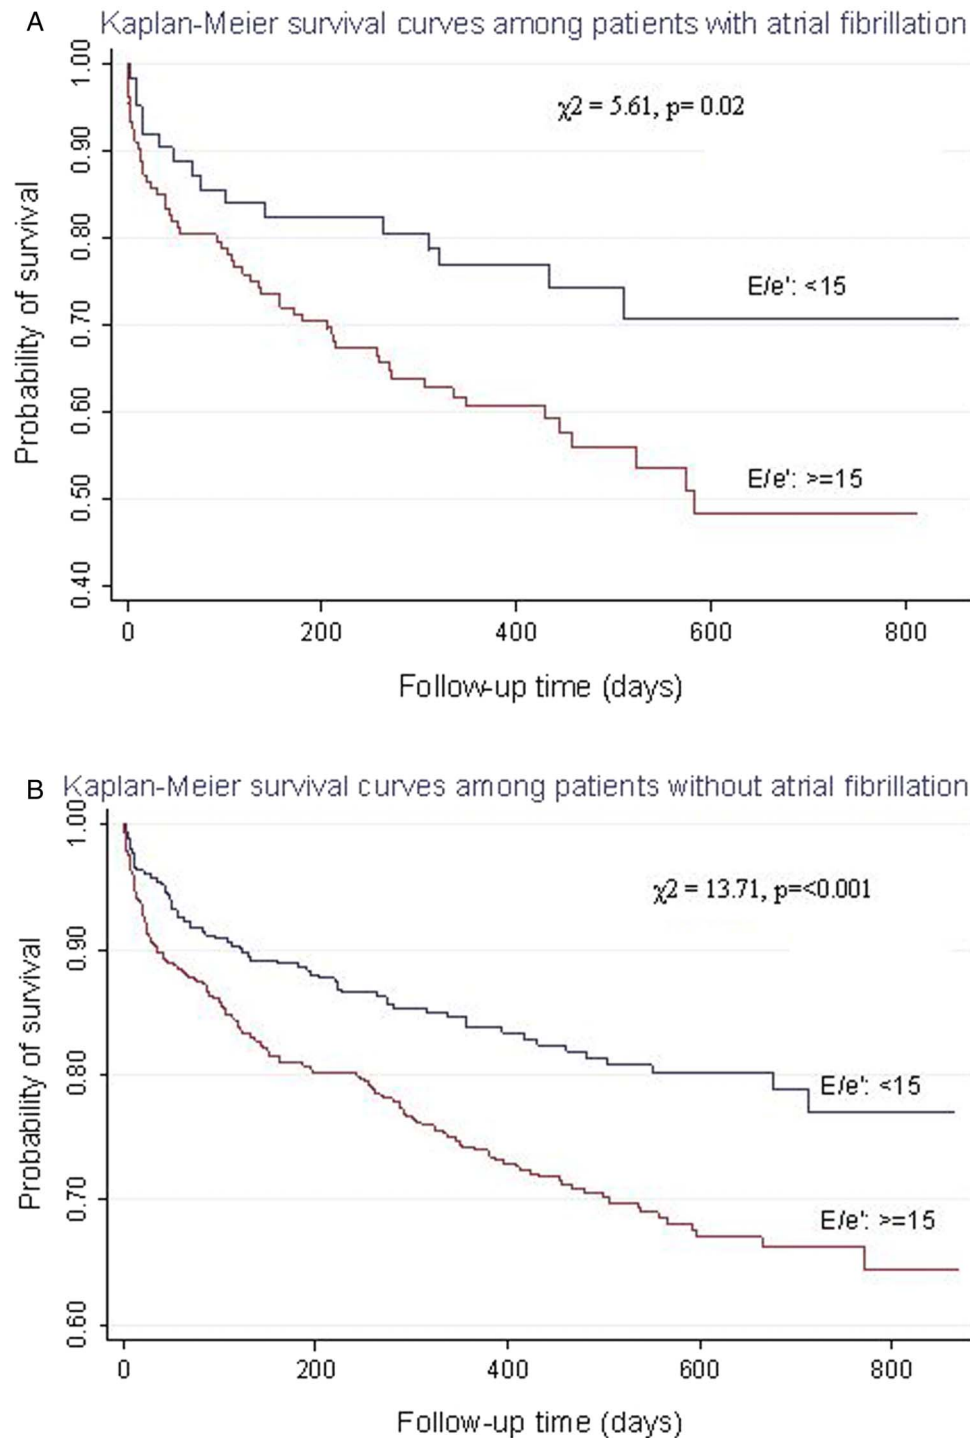 A
Kaplan-Meier survival curves among patients with atrial fibrillation
χ2 = 5.61, p= 0.02
Probability of survival
1.00
0.90
0.80
0.70
0.60
0.50
0.40
E/e': <15
E/e': >=15
0 200 400 600 800
Follow-up time (days)
B
Kaplan-Meier survival curves among patients without atrial fibrillation
χ2 = 13.71, p=<0.001
Probability of survival
1.00
0.90
0.80
0.70
0.60
E/e': <15
E/e': >=15
0 200 400 600 800
Follow-up time (days)